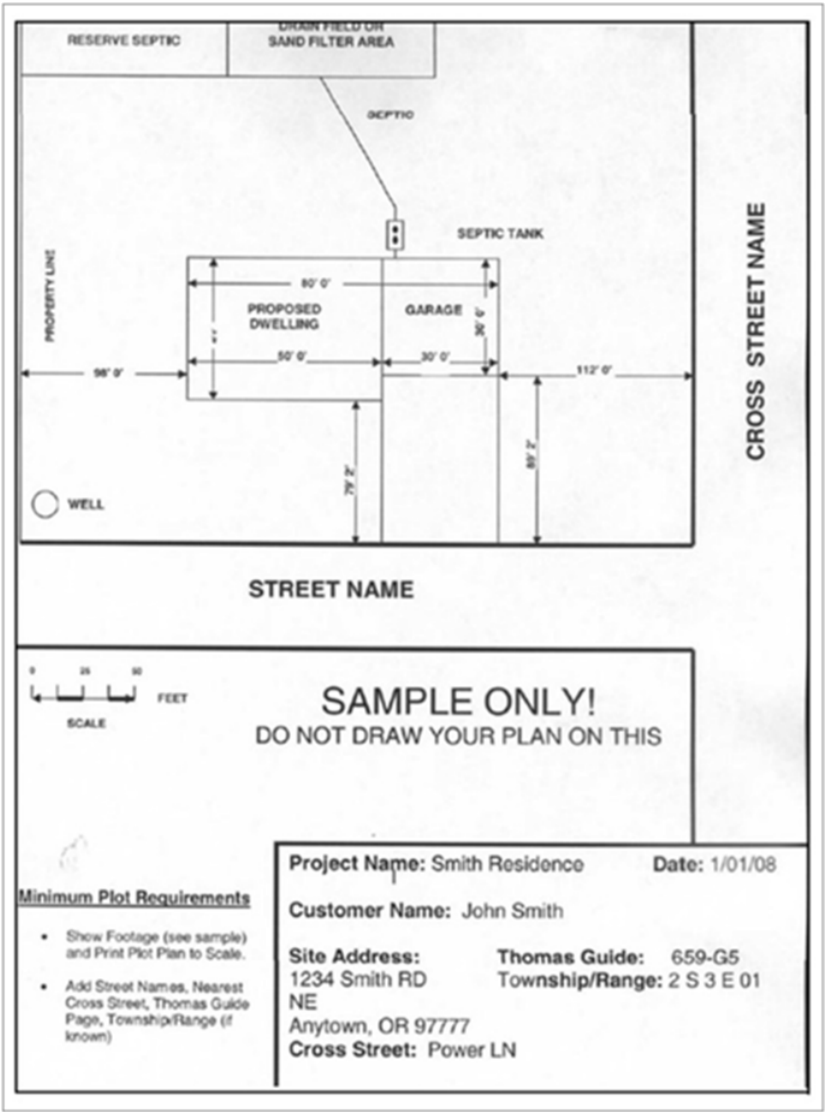 DRAIN FIELD OR
RESERVE SEPTIC
SAND FILTER AREA
SEPTIC
SEPTIC TANK
PROPERTY LINE
80' 0"
PROPOSED
DWELLING
GARAGE
30' 0"
50' 0"
30' 0"
98' 0"
112' 0"
79' 2"
89' 2"
WELL
CROSS STREET NAME
STREET NAME
0 25 50
FEET
SCALE
SAMPLE ONLY!
DO NOT DRAW YOUR PLAN ON THIS
Project Name: Smith Residence Date: 1/01/08
Customer Name: John Smith
Site Address: Thomas Guide: 659-G5
1234 Smith RD Township/Range: 2 S 3 E 01
NE
Anytown, OR 97777
Cross Street: Power LN
Minimum Plot Requirements
• Show Footage (see sample)
and Print Plot Plan to Scale.
• Add Street Names, Nearest
Cross Street, Thomas Guide
Page, Township/Range (if
known)